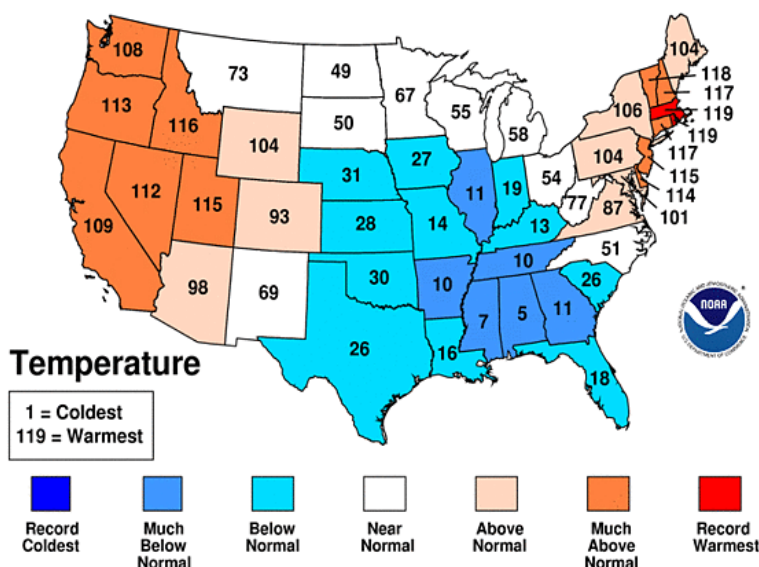 108
73
49
67
104
118
117
119
119
117
115
114
101
113
116
50
55
58
106
104
104
27
31
11
19
54
77
87
109
112
115
93
28
14
13
51
98
69
30
10
10
26
7
5
11
26
16
18
NOAA
Temperature
1 = Coldest
119 = Warmest
Record
Coldest
Much
Below
Normal
Below
Normal
Near
Normal
Above
Normal
Much
Above
Normal
Record
Warmest